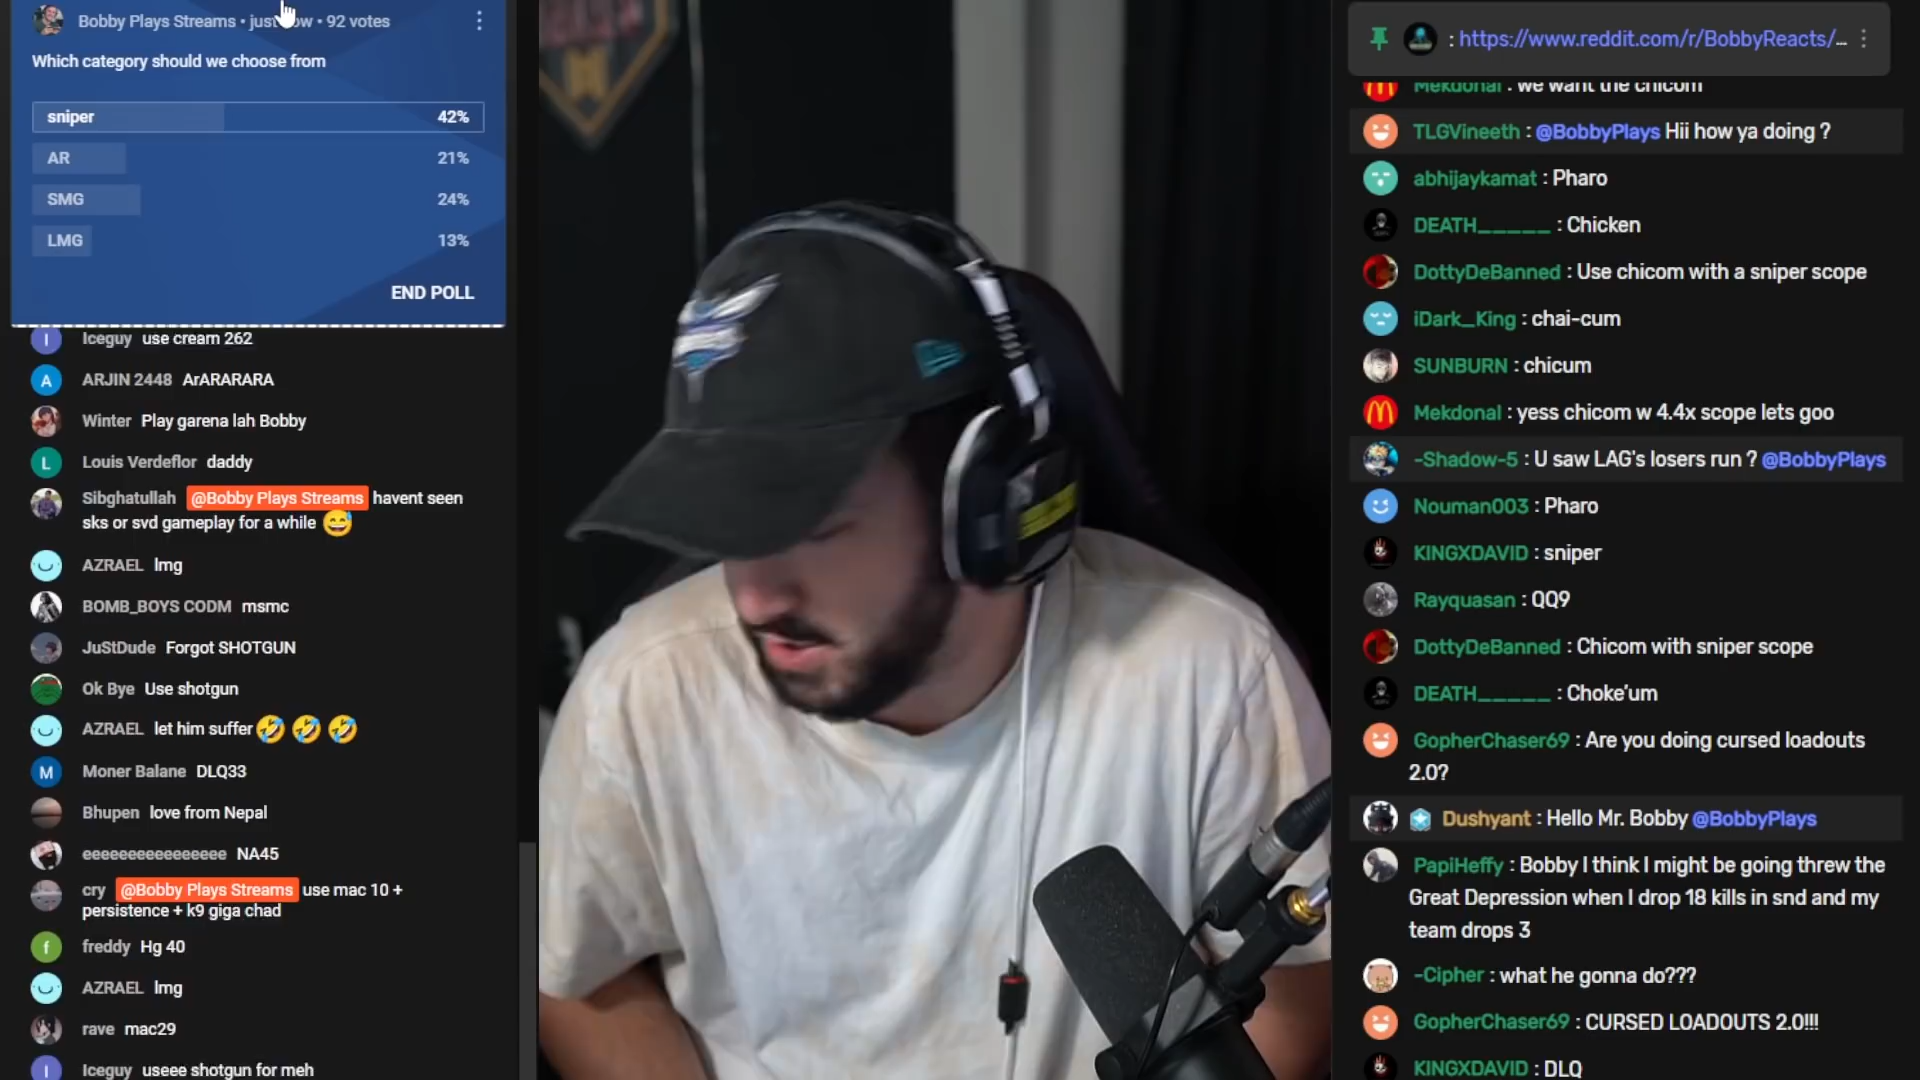 Bobby Plays Streams • just now • 92 votes
Which category should we choose from
sniper 42%
AR 21%
SMG 24%
LMG 13%
END POLL
Iceguy use cream 262
ARJIN 2448 ArARARARA
Winter Play garena lah Bobby
Louis Verdeflor daddy
Sibghatullah @Bobby Plays Streams havent seen
sks or svd gameplay for a while 😅
AZRAEL lmg
BOMB_BOYS CODM msmc
JuStDude Forgot SHOTGUN
Ok Bye Use shotgun
AZRAEL let him suffer🤣 🤣 🤣
Moner Balane DLQ33
Bhupen love from Nepal
eeeeeeeeeeeeeeee NA45
cry @Bobby Plays Streams use mac 10 +
persistence + k9 giga chad
freddy Hg 40
AZRAEL lmg
rave mac29
Iceguy useee shotgun for meh
: https://www.reddit.com/r/BobbyReacts/...
Mekdonal : we want the chicom
TLGVineeth : @BobbyPlays Hii how ya doing ?
abhijaykamat : Pharo
DEATH_____ : Chicken
DottyDeBanned : Use chicom with a sniper scope
iDark_King : chai-cum
SUNBURN : chicum
Mekdonal : yess chicom w 4.4x scope lets goo
-Shadow-5 : U saw LAG's losers run ? @BobbyPlays
Nouman003 : Pharo
KINGXDAVID : sniper
Rayquasan : QQ9
DottyDeBanned : Chicom with sniper scope
DEATH_____ : Choke'um
GopherChaser69 : Are you doing cursed loadouts
2.0?
Dushyant : Hello Mr. Bobby @BobbyPlays
PapiHeffy : Bobby I think I might be going threw the
Great Depression when I drop 18 kills in snd and my
team drops 3
-Cipher : what he gonna do???
GopherChaser69 : CURSED LOADOUTS 2.0!!!
KINGXDAVID : DLQ